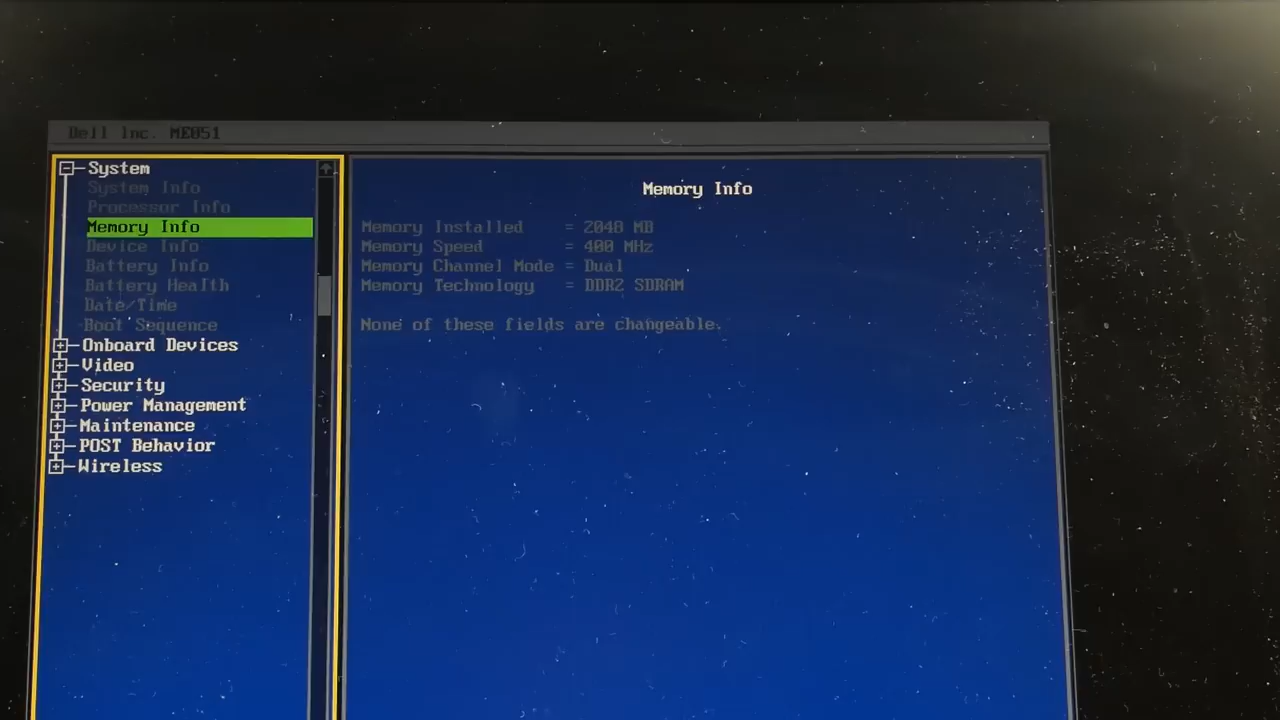 Dell Inc. ME051
System
System Info
Processor Info
Memory Info
Device Info
Battery Info
Battery Health
Date/Time
Boot Sequence
Onboard Devices
Video
Security
Power Management
Maintenance
POST Behavior
Wireless
Memory Info
Memory Installed = 2048 MB
Memory Speed = 400 MHz
Memory Channel Mode = Dual
Memory Technology = DDR2 SDRAM
None of these fields are changeable.